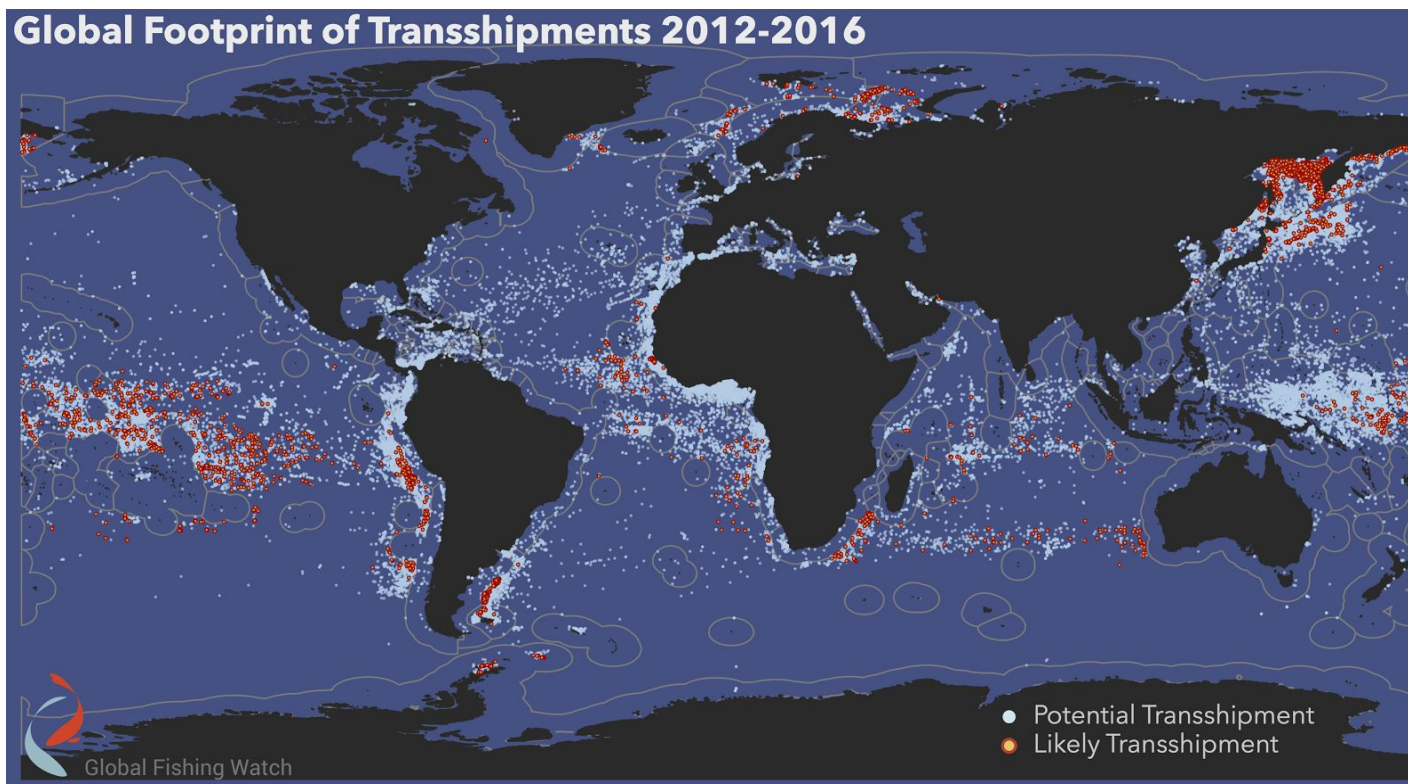 Global Footprint of Transshipments 2012-2016
Potential Transshipment
Likely Transshipment
Global Fishing Watch